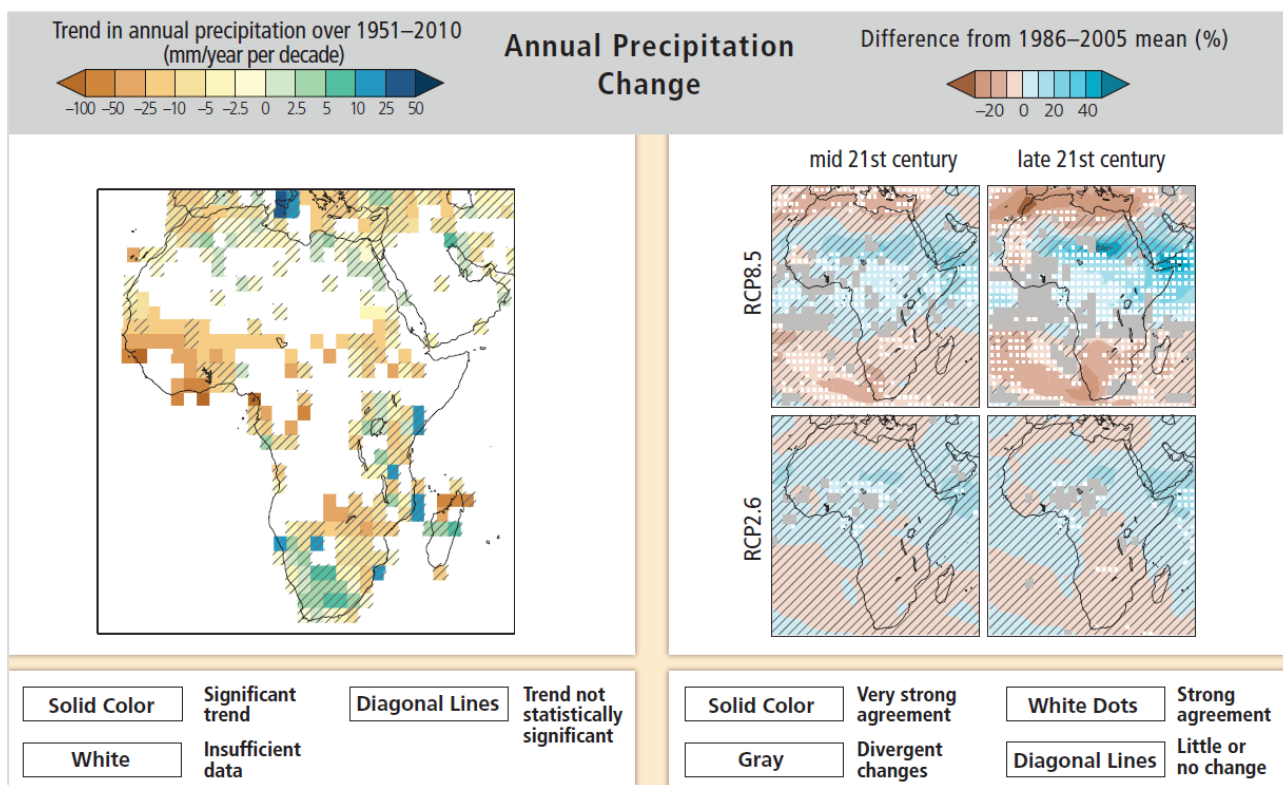 Trend in annual precipitation over 1951–2010
(mm/year per decade)
–100 –50 –25 –10 –5 –2.5 0 2.5 5 10 25 50
Annual Precipitation
Change
Difference from 1986–2005 mean (%)
–20 0 20 40
mid 21st century
late 21st century
RCP8.5
RCP2.6
Solid Color
Significant
trend
Diagonal Lines
Trend not
statistically
significant
White
Insufficient
data
Solid Color
Very strong
agreement
White Dots
Strong
agreement
Gray
Divergent
changes
Diagonal Lines
Little or
no change